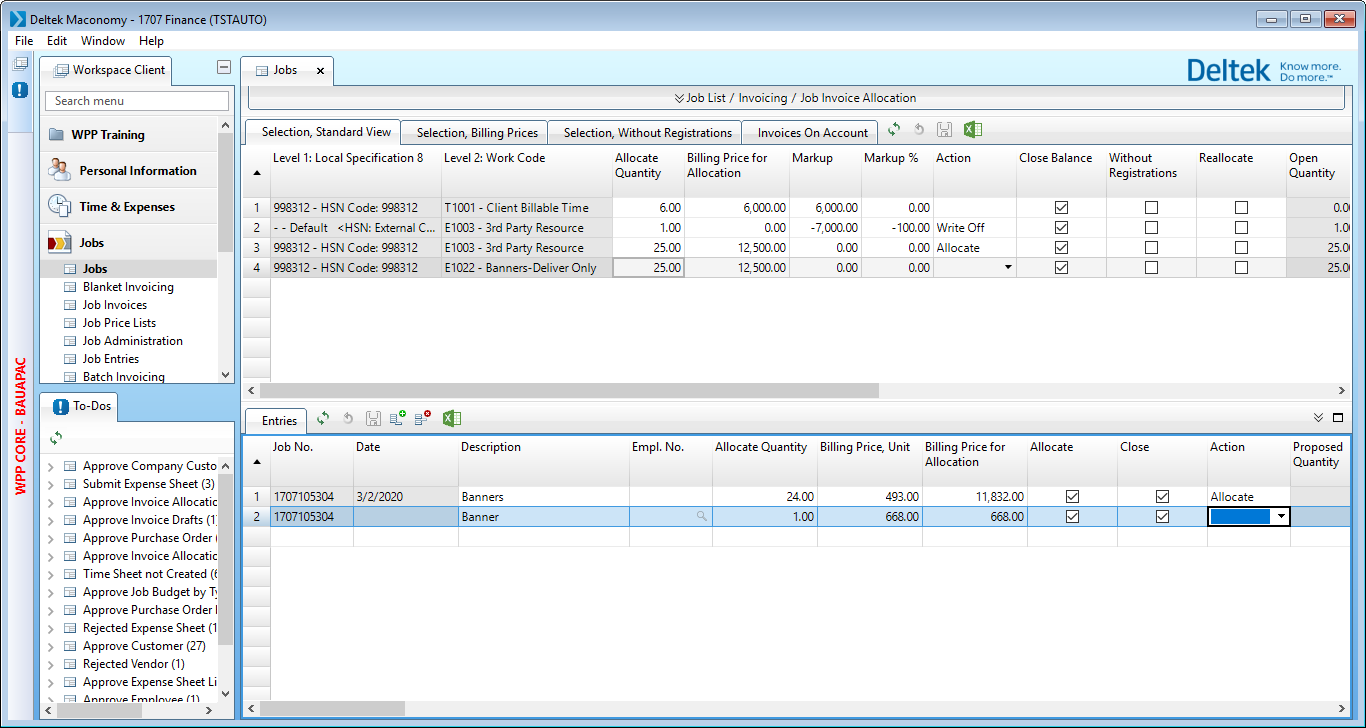 Deltek Maconomy - 1707 Finance (TSTAUTO)
File Edit Window Help
WPP CORE - BAUAPAC
Workspace Client
Search menu
WPP Training
Personal Information
Time & Expenses
Jobs
Jobs
Blanket Invoicing
Job Invoices
Job Price Lists
Job Administration
Job Entries
Batch Invoicing
To-Dos
Approve Company Custo
Submit Expense Sheet (3)
Approve Invoice Allocatic
Approve Invoice Drafts (1
Approve Purchase Order (
Approve Invoice Allocatic
Time Sheet not Created (6
Approve Job Budget by Ty
Approve Purchase Order
Rejected Expense Sheet (1
Approve Customer (27)
Rejected Vendor (1)
Approve Expense Sheet Li
Approve Employee (1)
Jobs
Deltek Know more. Do more.™
Job List / Invoicing / Job Invoice Allocation
Selection, Standard View Selection, Billing Prices Selection, Without Registrations Invoices On Account
Level 1: Local Specification 8 Level 2: Work Code Allocate Quantity Billing Price for Allocation Markup Markup % Action Close Balance Without Registrations Reallocate Open Quantity
1 998312 - HSN Code: 998312 T1001 - Client Billable Time 6.00 6,000.00 6,000.00 0.00 0.00
2 - - Default <HSN: External C... E1003 - 3rd Party Resource 1.00 0.00 -7,000.00 -100.00 Write Off 1.00
3 998312 - HSN Code: 998312 E1003 - 3rd Party Resource 25.00 12,500.00 0.00 0.00 Allocate 25.00
4 998312 - HSN Code: 998312 E1022 - Banners-Deliver Only 25.00 12,500.00 0.00 0.00 25.00
Entries
Job No. Date Description Empl. No. Allocate Quantity Billing Price, Unit Billing Price for Allocation Allocate Close Action Proposed Quantity
1 1707105304 3/2/2020 Banners 24.00 493.00 11,832.00 Allocate
2 1707105304 Banner 1.00 668.00 668.00